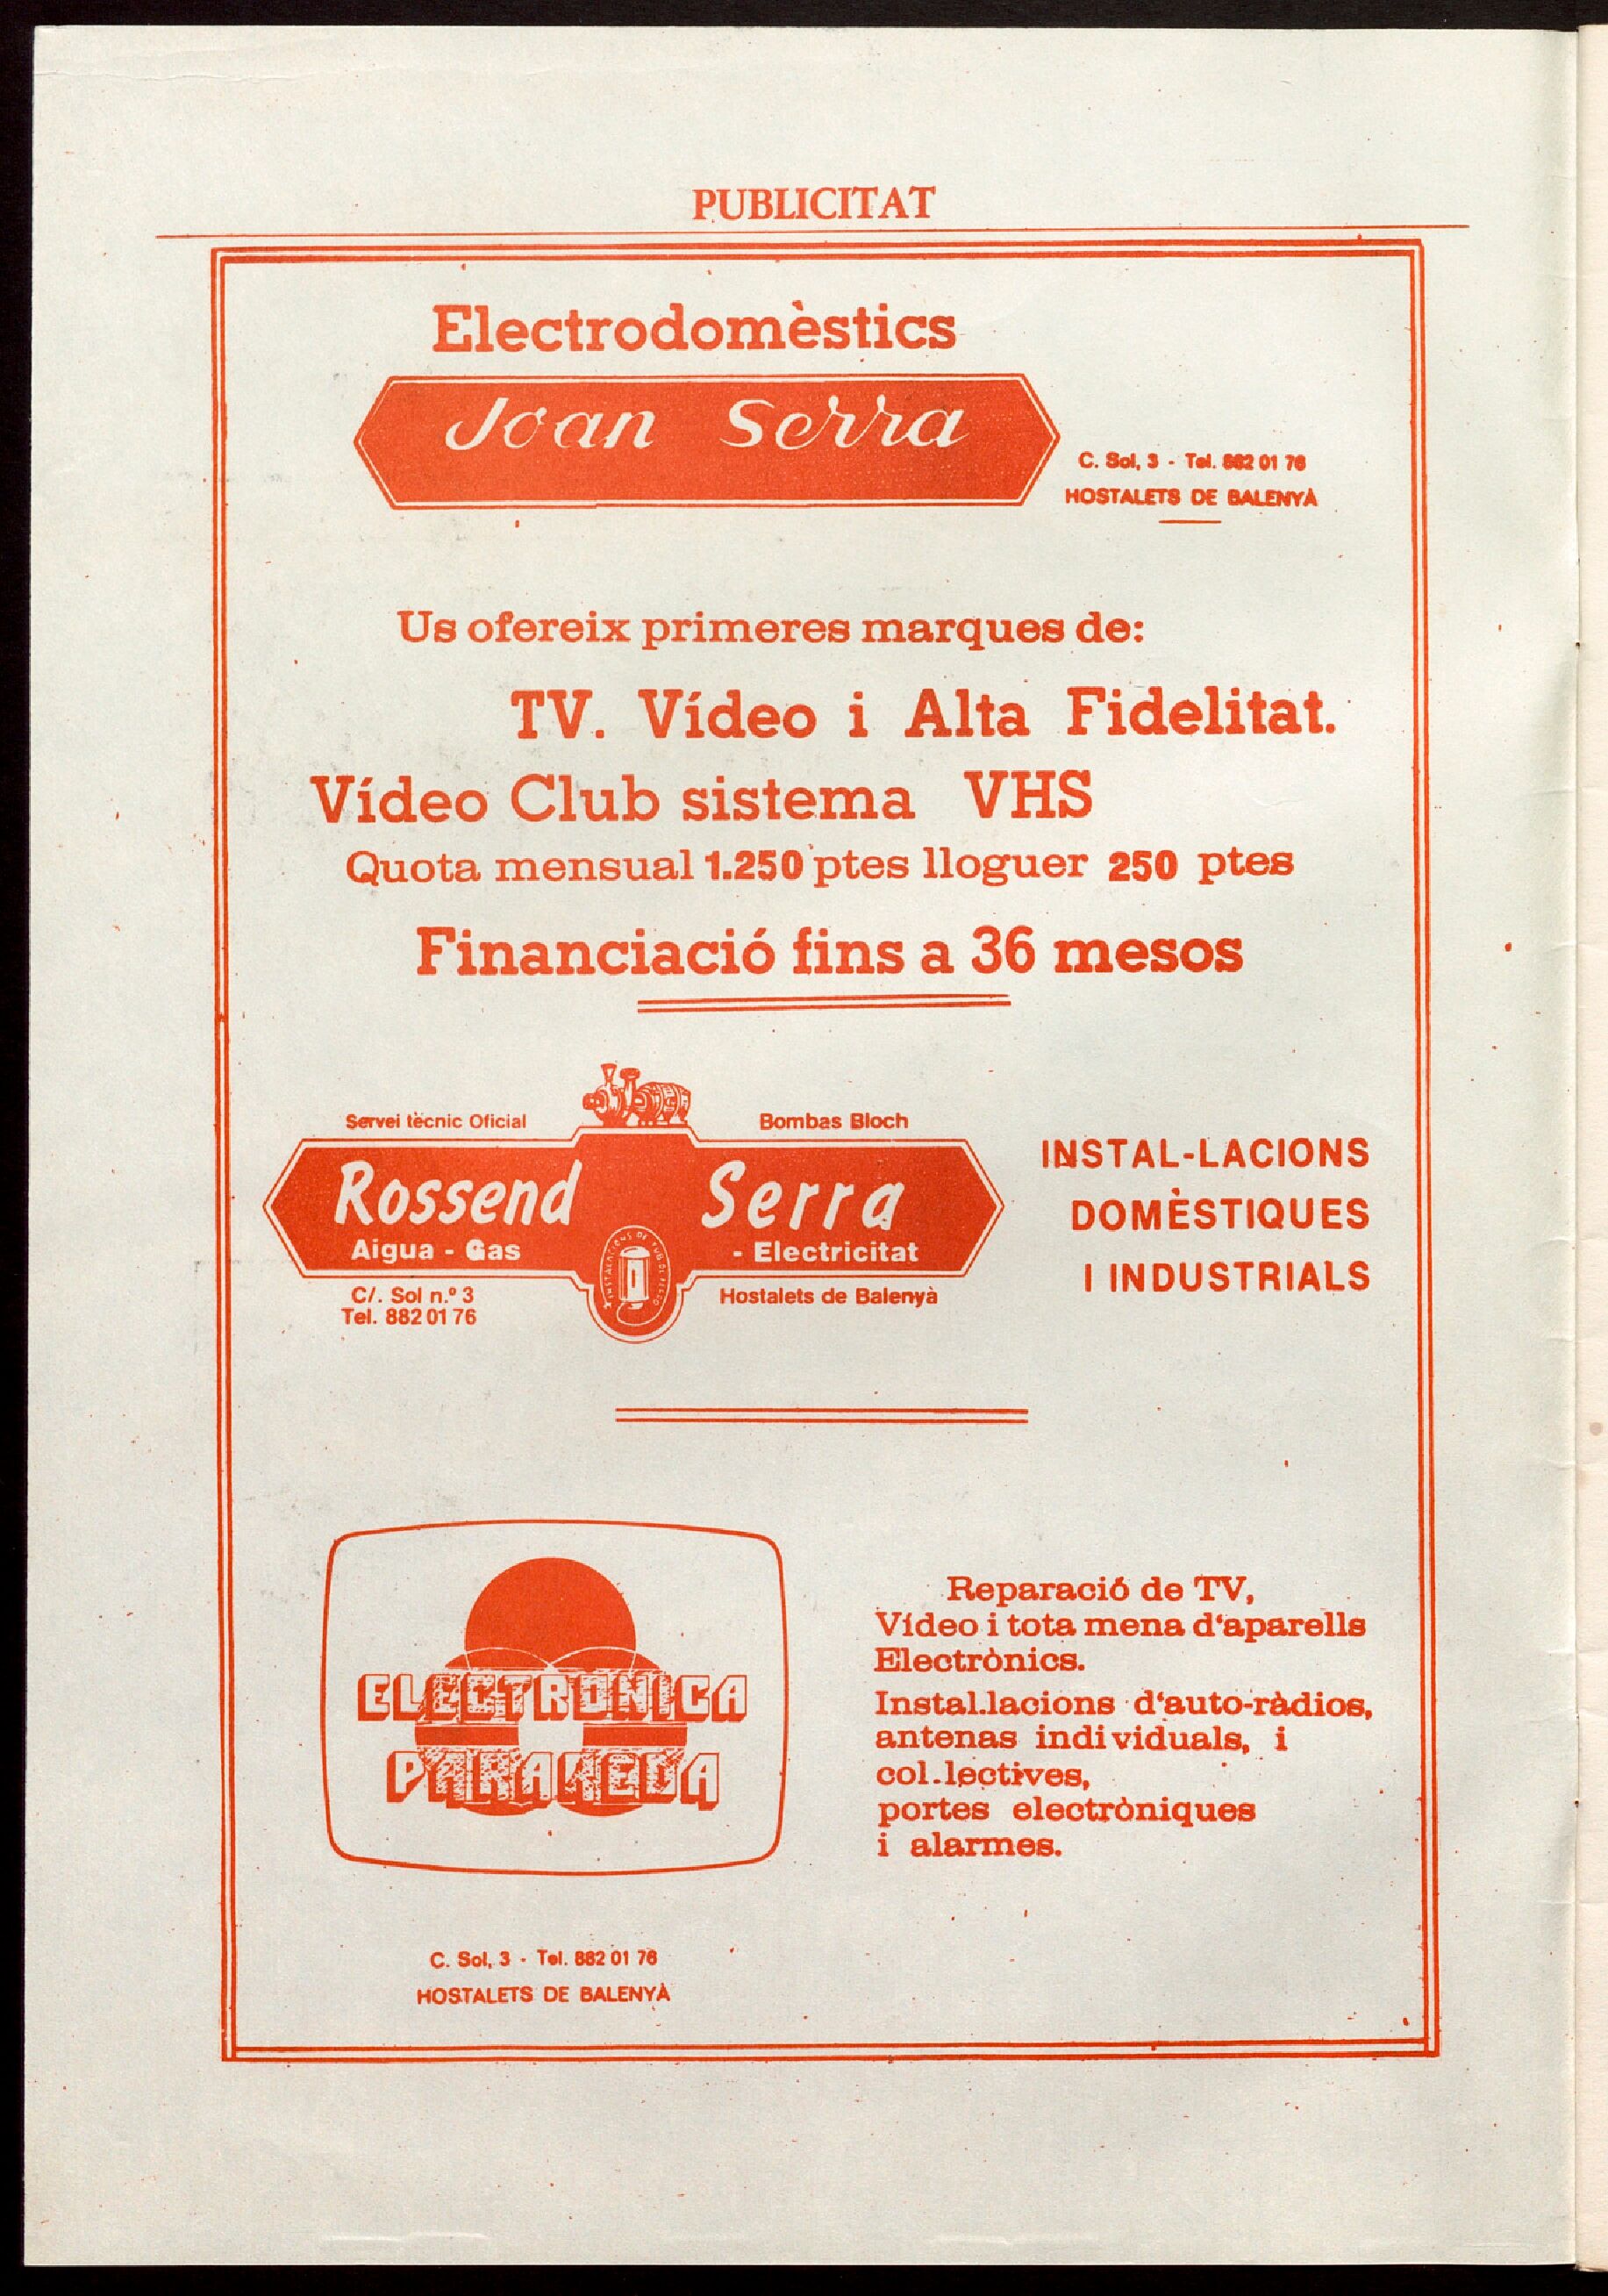 PUBLICITAT
Electrodomèstics
Joan Serra
C. Sol, 3 - Tel. 882 01 76
HOSTALETS DE BALENYÀ
Us ofereix primeres marques de:
TV. Vídeo i Alta Fidelitat.
Vídeo Club sistema VHS
Quota mensual 1.250 ptes lloguer 250 ptes
Financiació fins a 36 mesos
Servei tècnic Oficial Bombas Bloch
Rossend Serra
Aigua - Gas - Electricitat
C/. Sol n.º 3 Hostalets de Balenyà
Tel. 882 01 76
INSTAL-LACIONS
DOMÈSTIQUES
I INDUSTRIALS
ELECTRONICA
PARAREDA
Reparació de TV,
Vídeo i tota mena d'aparells
Electrònics.
Instal.lacions d'auto-ràdios,
antenas individuals, i
col.lectives,
portes electròniques
i alarmes.
C. Sol, 3 - Tel. 882 01 76
HOSTALETS DE BALENYÀ